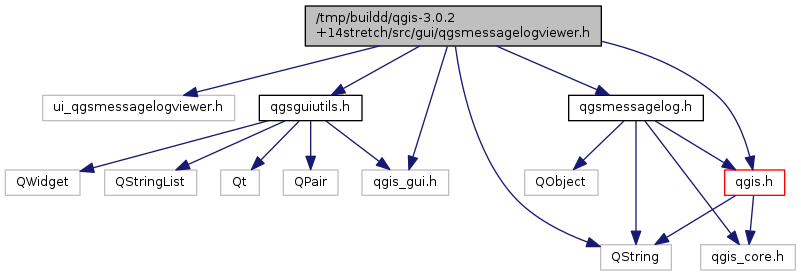 /tmp/buildd/qgis-3.0.2
+14stretch/src/gui/qgsmessagelogviewer.h
ui_qgsmessagelogviewer.h
qgsguiutils.h
qgsmessagelog.h
QWidget
QStringList
Qt
QPair
qgis_gui.h
QObject
qgis.h
QString
qgis_core.h